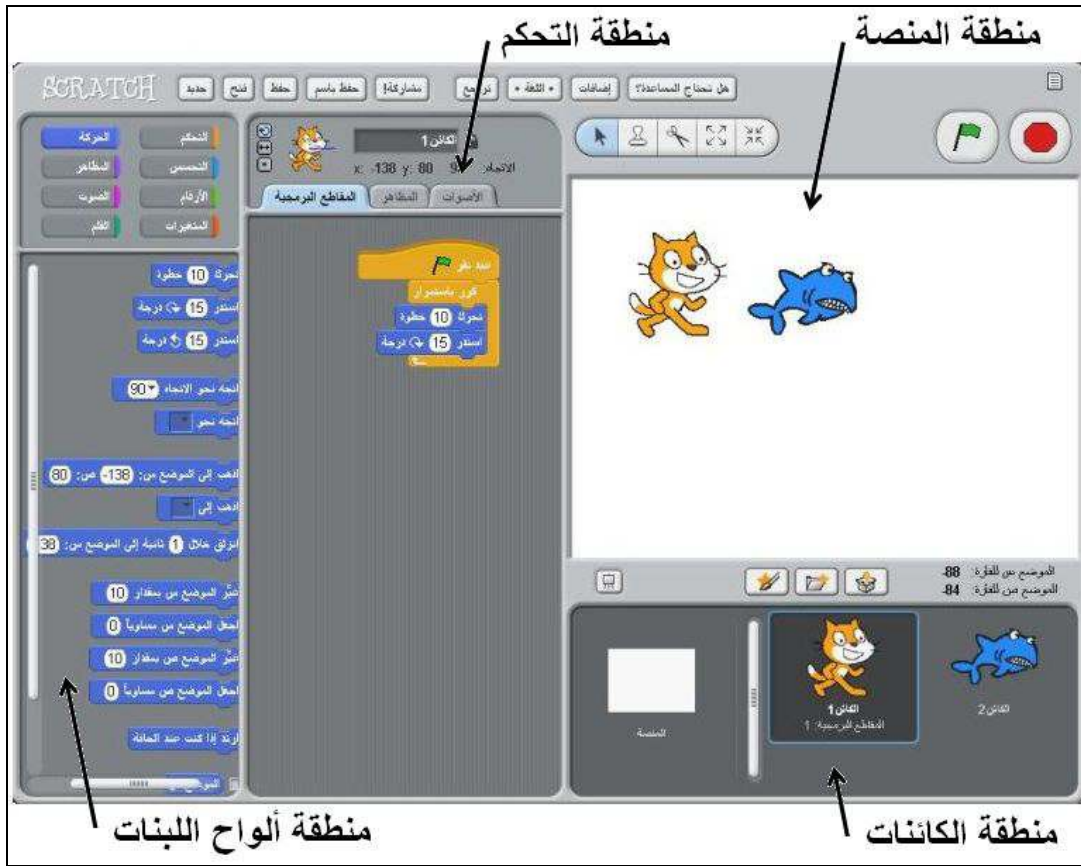 منطقة المنصة
منطقة التحكم
SCRATCH
جديد
فتح
حفظ
حفظ باسم
مشاركة!
تراجع
اللغة
إضافات
هل تحتاج المساعدة؟
الحركة
التحكم
المظاهر
التحسس
الصوت
الأرقام
القلم
المتغيرات
الكائن1
الاتجاه:
x: -138 y: 80
المقاطع البرمجية
المظاهر
الأصوات
عند نقر
كرر باستمرار
تحرك 10 خطوة
استدر 15 درجة
تحرك 10 خطوة
استدر 15 درجة
استدر 15 درجة
اتجه نحو الاتجاه 90
اتجه نحو
اذهب إلى الموضع س: -138 ص: 80
اذهب إلى
انزلق خلال 1 ثانية إلى الموضع س:
غيّر الموضع س بمقدار 10
اجعل الموضع س مساوياً 0
غيّر الموضع ص بمقدار 10
اجعل الموضع ص مساوياً 0
ارتد إذا كنت عند الحافة
الموضع س للفأرة: -88
الموضع ص للفأرة: -84
المنصة
الكائن1
المقاطع البرمجية: 1
الكائن2
منطقة ألواح اللبنات
منطقة الكائنات